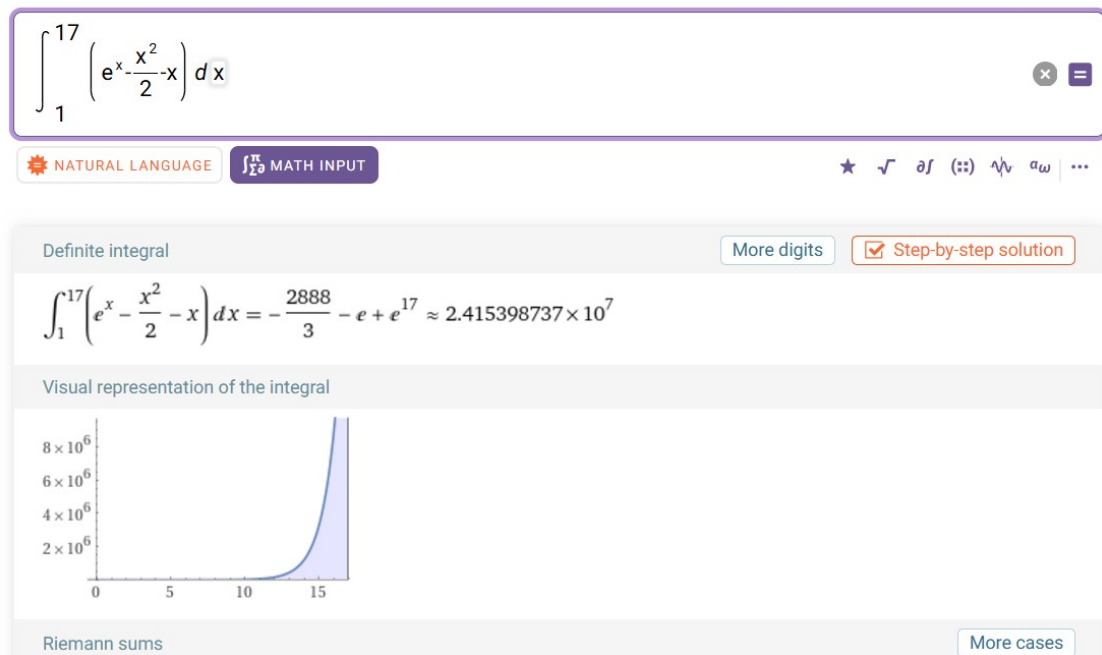 ∫₁¹⁷ (eˣ-x²/2-x) dx
NATURAL LANGUAGE ∫π Σ∂ MATH INPUT ★ √ ∂∫ (::) αω ...
Definite integral More digits Step-by-step solution
∫₁¹⁷ (eˣ − x²/2 − x) dx = − 2888/3 − e + e¹⁷ ≈ 2.415398737×10⁷
Visual representation of the integral
8×10⁶
6×10⁶
4×10⁶
2×10⁶
0 5 10 15
Riemann sums More cases